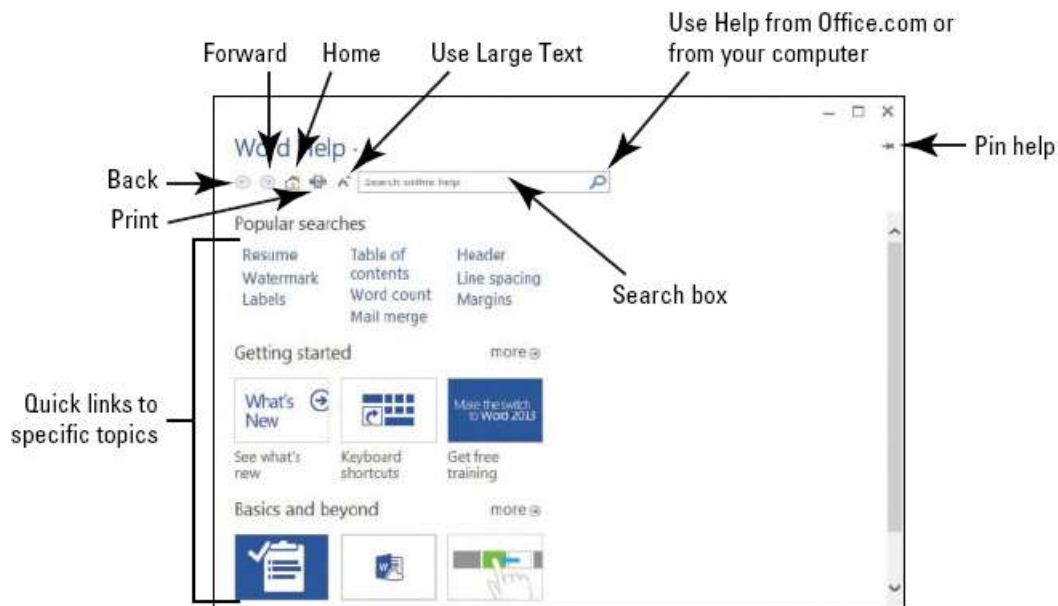 Use Help from Office.com or
from your computer
Forward
Home
Use Large Text
Word Help
Pin help
Back
Search online help
Print
Popular searches
Resume
Watermark
Labels
Table of
contents
Word count
Mail merge
Header
Line spacing
Margins
Search box
Getting started
more
Quick links to
specific topics
What's
New
Make the switch
to Word 2013
See what's
new
Keyboard
shortcuts
Get free
training
Basics and beyond
more
W